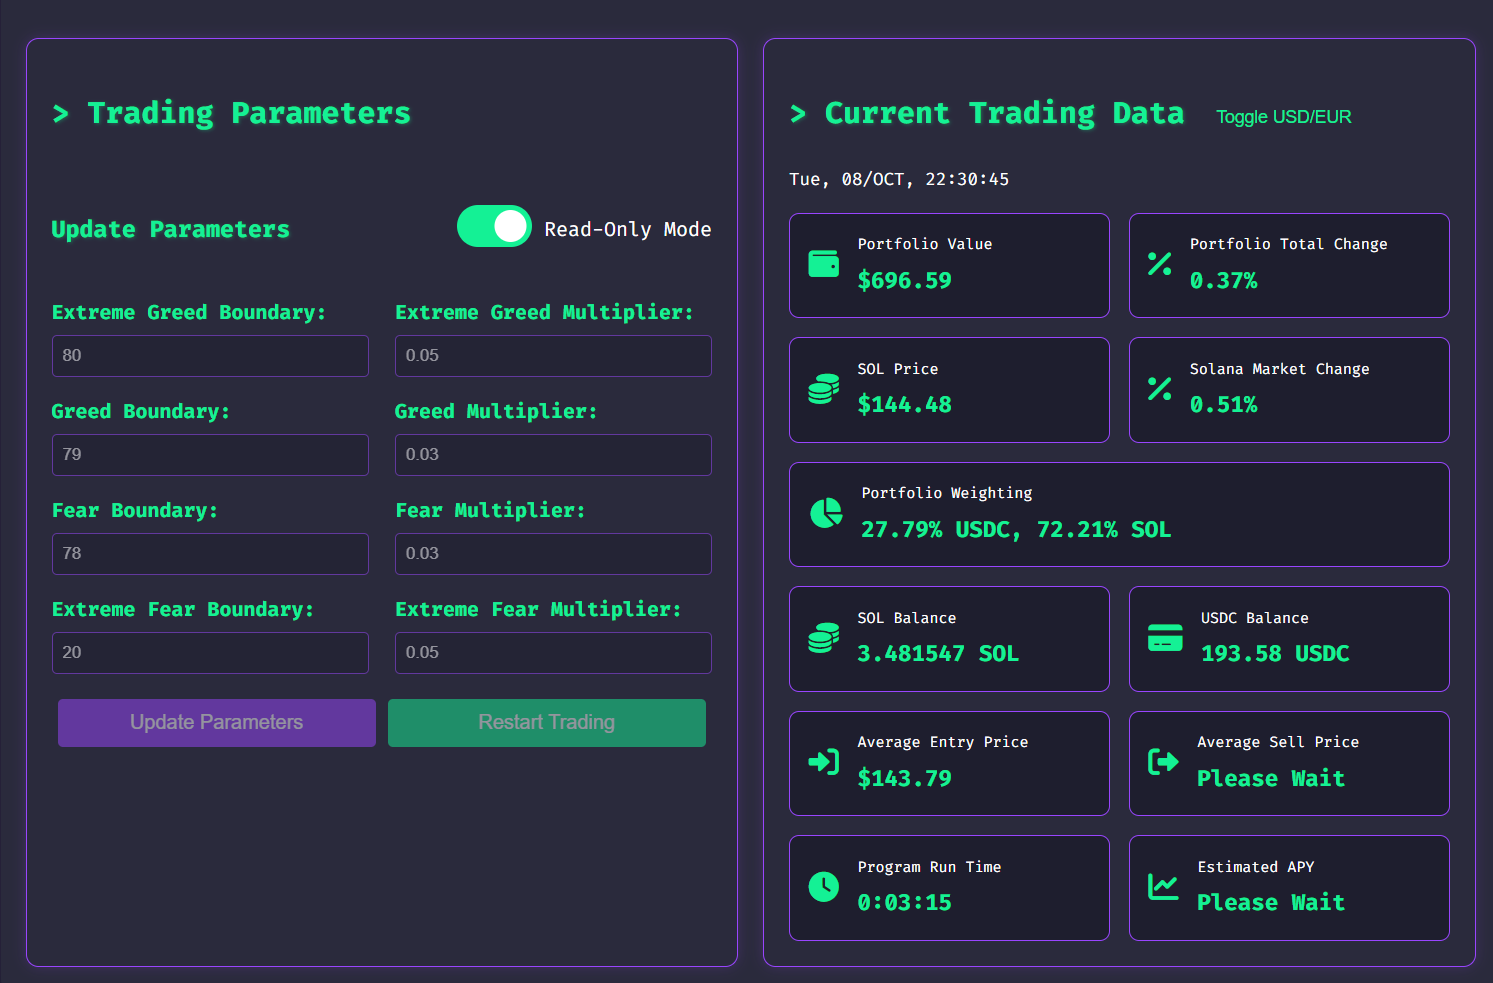 > Trading Parameters
Update Parameters
Read-Only Mode
Extreme Greed Boundary:
Extreme Greed Multiplier:
80
0.05
Greed Boundary:
Greed Multiplier:
79
0.03
Fear Boundary:
Fear Multiplier:
78
0.03
Extreme Fear Boundary:
Extreme Fear Multiplier:
20
0.05
Update Parameters
Restart Trading
> Current Trading Data
Toggle USD/EUR
Tue, 08/OCT, 22:30:45
Portfolio Value
$696.59
Portfolio Total Change
0.37%
SOL Price
$144.48
Solana Market Change
0.51%
Portfolio Weighting
27.79% USDC, 72.21% SOL
SOL Balance
3.481547 SOL
USDC Balance
193.58 USDC
Average Entry Price
$143.79
Average Sell Price
Please Wait
Program Run Time
0:03:15
Estimated APY
Please Wait